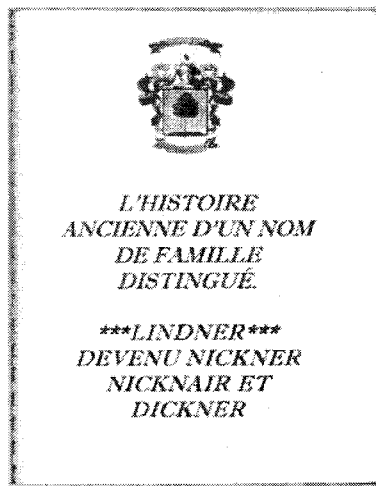 L'HISTOIRE
ANCIENNE D'UN NOM
DE FAMILLE
DISTINGUÉ.
***LINDNER***
DEVENU NICKNER
NICKNAIR ET
DICKNER